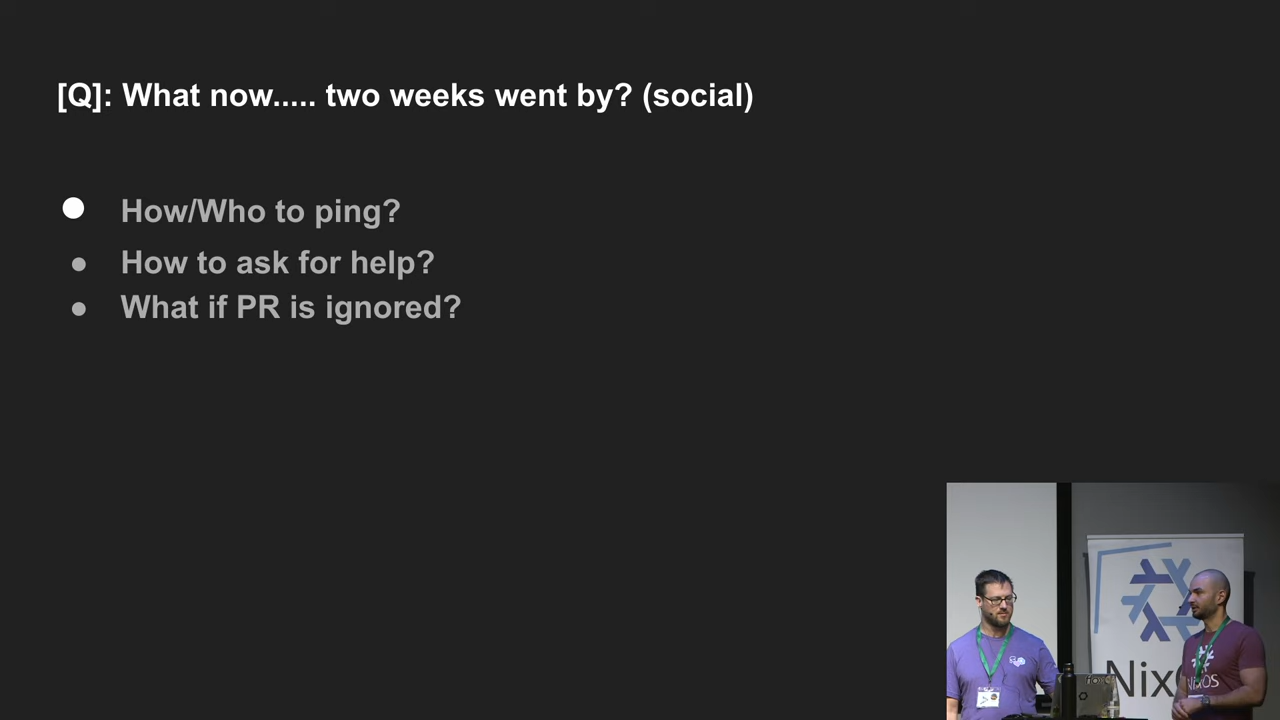 [Q]: What now..... two weeks went by? (social)
How/Who to ping?
How to ask for help?
What if PR is ignored?